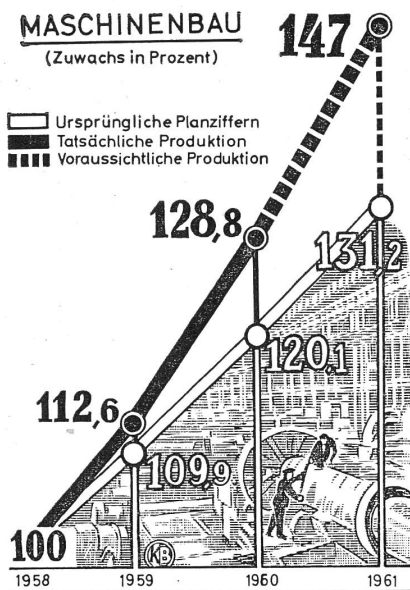 MASCHINENBAU
(Zuwachs in Prozent)
147
Ursprüngliche Planziffern
Tatsächliche Produktion
Voraussichtliche Produktion
128,8
131,2
120,1
112,6
109,9
100
KB
1958 1959 1960 1961